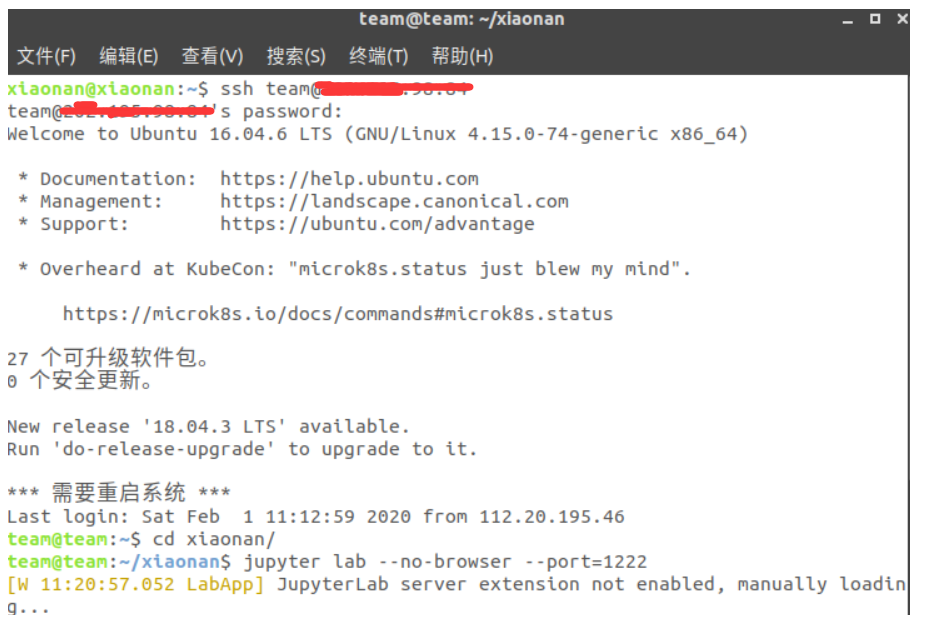 team@team: ~/xiaonan
文件(F) 编辑(E) 查看(V) 搜索(S) 终端(T) 帮助(H)
xiaonan@xiaonan:~$ ssh team@
team@ 's password:
Welcome to Ubuntu 16.04.6 LTS (GNU/Linux 4.15.0-74-generic x86_64)
* Documentation: https://help.ubuntu.com
* Management: https://landscape.canonical.com
* Support: https://ubuntu.com/advantage
* Overheard at KubeCon: "microk8s.status just blew my mind".
https://microk8s.io/docs/commands#microk8s.status
27 个可升级软件包。
0 个安全更新。
New release '18.04.3 LTS' available.
Run 'do-release-upgrade' to upgrade to it.
*** 需要重启系统 ***
Last login: Sat Feb  1 11:12:59 2020 from 112.20.195.46
team@team:~$ cd xiaonan/
team@team:~/xiaonan$ jupyter lab --no-browser --port=1222
[W 11:20:57.052 LabApp] JupyterLab server extension not enabled, manually loadin
g...